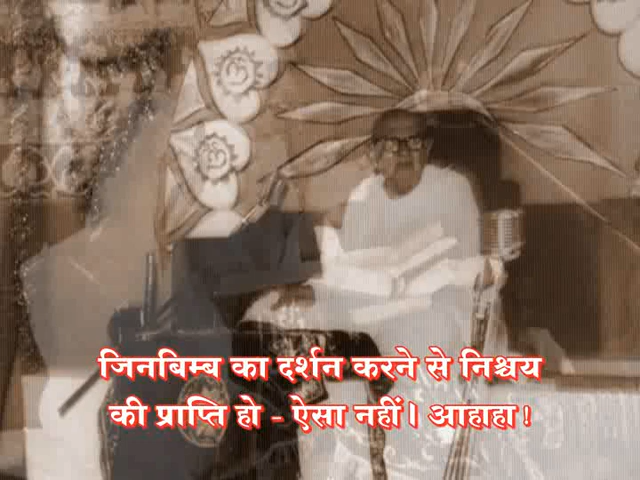 जिनबिम्ब का दर्शन करने से निश्चय
की प्राप्ति हो - ऐसा नहीं। आहाहा!